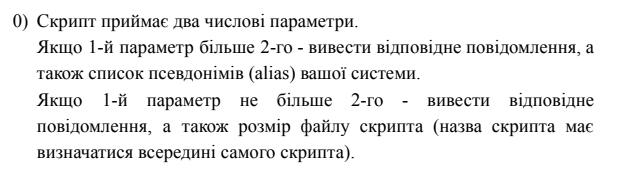 0) Скрипт приймає два числові параметри.
Якщо 1-й параметр більше 2-го - вивести відповідне повідомлення, а
також список псевдонімів (alias) вашої системи.
Якщо 1-й параметр не більше 2-го - вивести відповідне
повідомлення, а також розмір файлу скрипта (назва скрипта має
визначатися всередині самого скрипта).